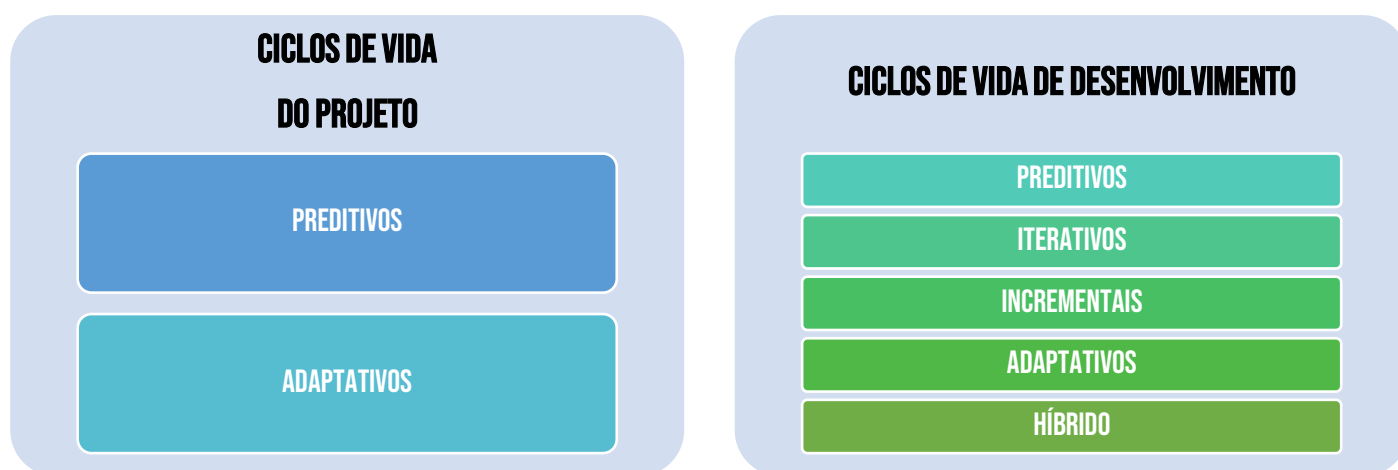 CICLOS DE VIDA
DO PROJETO
PREDITIVOS
ADAPTATIVOS
CICLOS DE VIDA DE DESENVOLVIMENTO
PREDITIVOS
ITERATIVOS
INCREMENTAIS
ADAPTATIVOS
HÍBRIDO